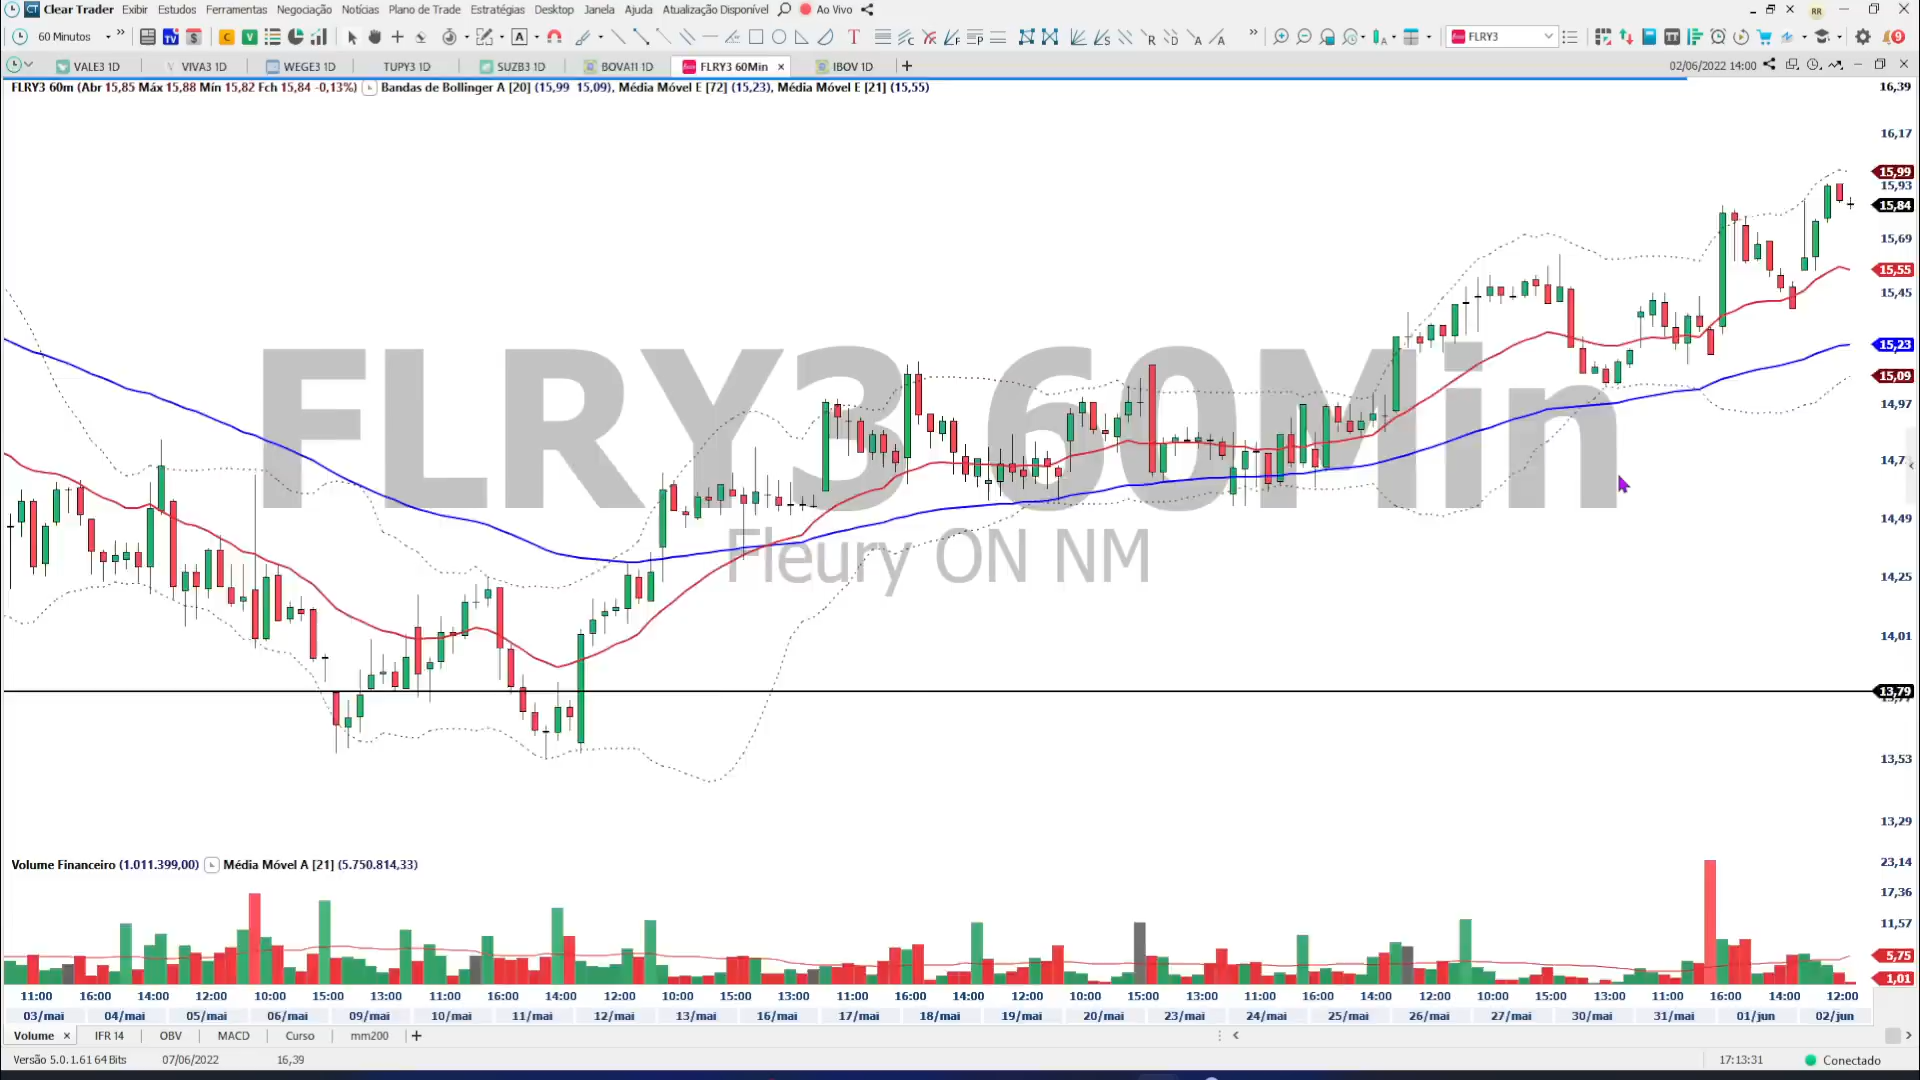 CT Clear Trader Exibir Estudos Ferramentas Negociação Notícias Plano de Trade Estratégias Desktop Janela Ajuda Atualização Disponível Ao Vivo RR
60 Minutos FLRY3 9
VALE3 1D VIVA3 1D WEGE3 1D TUPY3 1D SUZB3 1D BOVA11 1D FLRY3 60Min IBOV 1D 02/06/2022 14:00
FLRY3 60m (Abr 15,85 Máx 15,88 Mín 15,82 Fch 15,84 -0,13%) Bandas de Bollinger A [20] (15,99 15,09), Média Móvel E [72] (15,23), Média Móvel E [21] (15,55)
16,39
16,17
15,99
15,93
15,84
15,69
15,55
15,45
15,23
15,09
14,97
14,7
14,49
14,25
14,01
13,79
13,53
13,29
FLRY3 60Min
Fleury ON NM
Volume Financeiro (1.011.399,00) Média Móvel A [21] (5.750.814,33)
23,14
17,36
11,57
5,75
1,01
11:00 16:00 14:00 12:00 10:00 15:00 13:00 11:00 16:00 14:00 12:00 10:00 15:00 13:00 11:00 16:00 14:00 12:00 10:00 15:00 13:00 11:00 16:00 14:00 12:00 10:00 15:00 13:00 11:00 16:00 14:00 12:00
03/mai 04/mai 05/mai 06/mai 09/mai 10/mai 11/mai 12/mai 13/mai 16/mai 17/mai 18/mai 19/mai 20/mai 23/mai 24/mai 25/mai 26/mai 27/mai 30/mai 31/mai 01/jun 02/jun
Volume IFR 14 OBV MACD Curso mm200
Versão 5.0.1.61 64 Bits 07/06/2022 16,39 17:13:31 Conectado